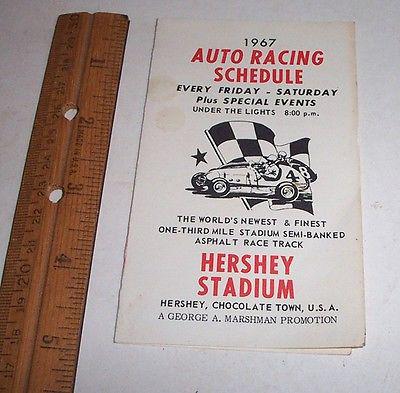 1967
AUTO RACING
SCHEDULE
EVERY FRIDAY - SATURDAY
Plus SPECIAL EVENTS
UNDER THE LIGHTS 8:00 p.m.
48
THE WORLD'S NEWEST & FINEST
ONE-THIRD MILE STADIUM SEMI-BANKED
ASPHALT RACE TRACK
HERSHEY
STADIUM
HERSHEY, CHOCOLATE TOWN, U.S.A.
A GEORGE A. MARSHMAN PROMOTION
1
2
3
4
5